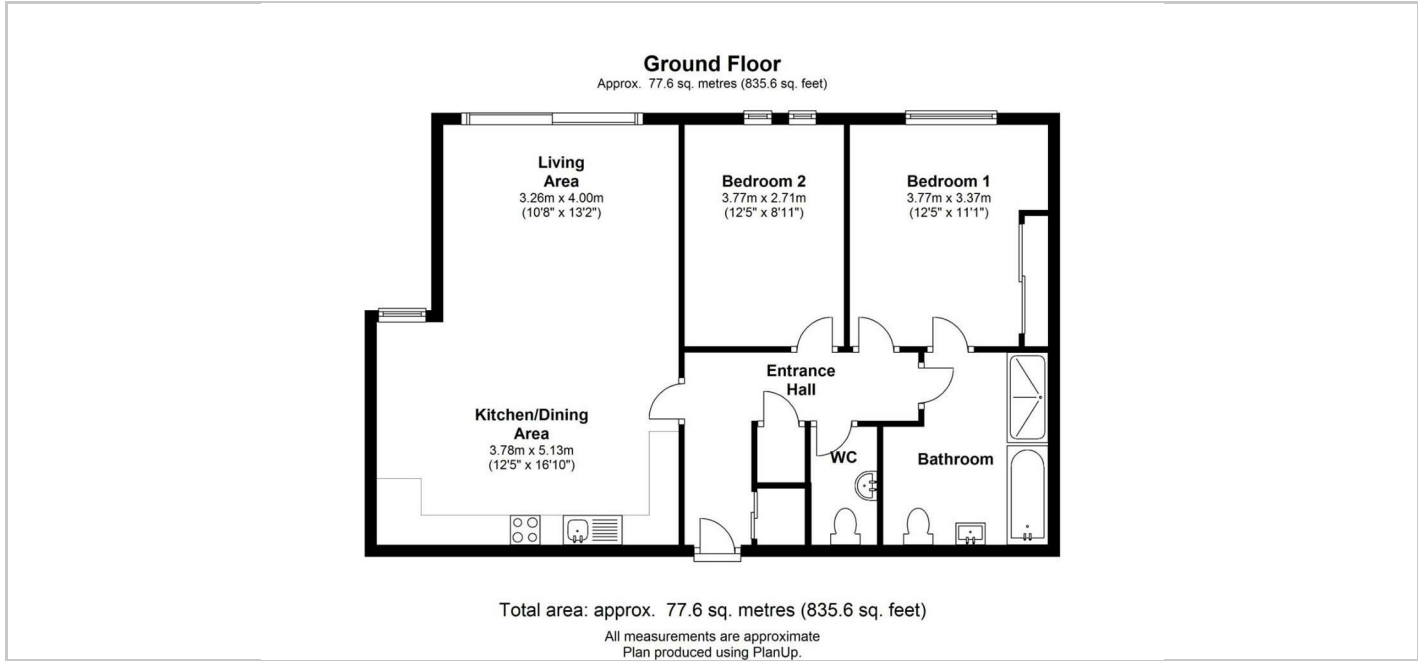 Ground Floor
Approx. 77.6 sq. metres (835.6 sq. feet)
Living
Area
3.26m x 4.00m
(10'8" x 13'2")
Bedroom 2
3.77m x 2.71m
(12'5" x 8'11")
Bedroom 1
3.77m x 3.37m
(12'5" x 11'1")
Entrance
Hall
Kitchen/Dining
Area
3.78m x 5.13m
(12'5" x 16'10")
WC
Bathroom
Total area: approx. 77.6 sq. metres (835.6 sq. feet)
All measurements are approximate
Plan produced using PlanUp.